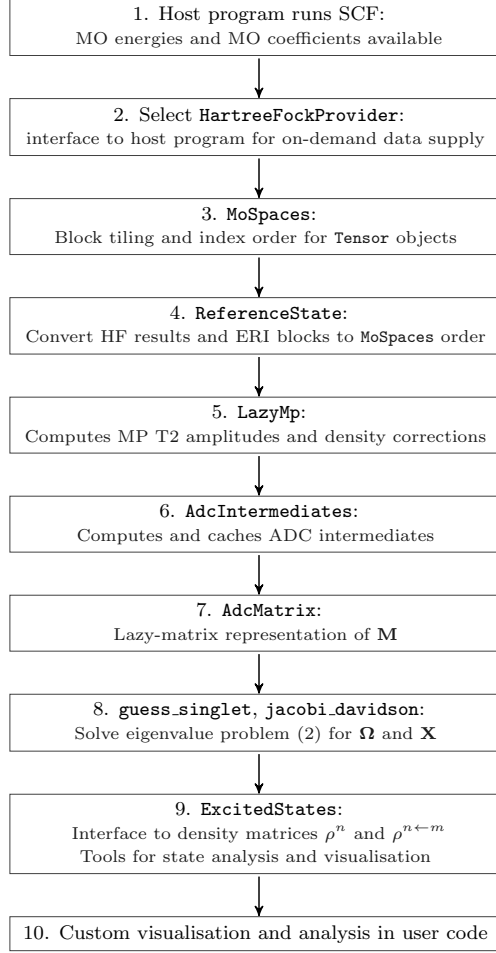 1. Host program runs SCF:
MO energies and MO coefficients available
2. Select HartreeFockProvider:
interface to host program for on-demand data supply
3. MoSpaces:
Block tiling and index order for Tensor objects
4. ReferenceState:
Convert HF results and ERI blocks to MoSpaces order
5. LazyMp:
Computes MP T2 amplitudes and density corrections
6. AdcIntermediates:
Computes and caches ADC intermediates
7. AdcMatrix:
Lazy-matrix representation of M
8. guess_singlet, jacobi_davidson:
Solve eigenvalue problem (2) for Ω and X
9. ExcitedStates:
Interface to density matrices ρⁿ and ρⁿ←ᵐ
Tools for state analysis and visualisation
10. Custom visualisation and analysis in user code